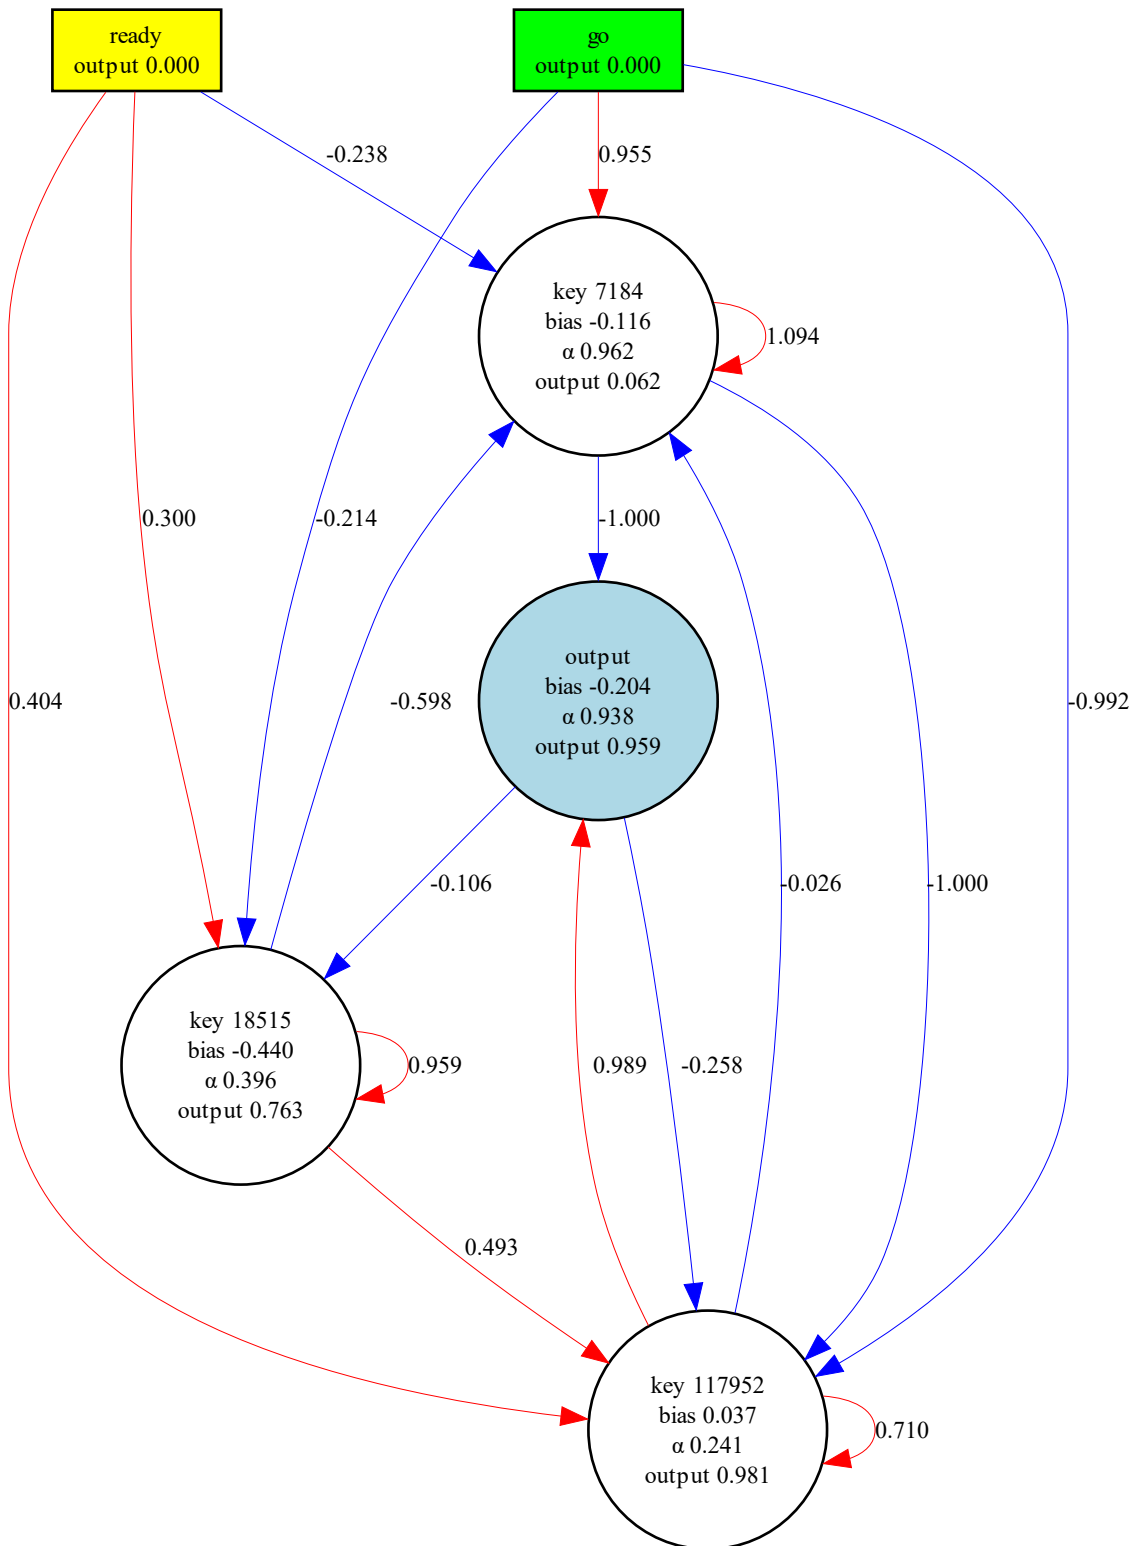 ready
output 0.000
go
output 0.000
-0.238
0.955
key 7184
bias -0.116
α 0.962
output 0.062
1.094
0.300
-0.214
-1.000
output
bias -0.204
α 0.938
output 0.959
0.404
-0.598
-0.992
-0.106
-0.026
-1.000
key 18515
bias -0.440
α 0.396
output 0.763
0.959
0.989
-0.258
0.493
key 117952
bias 0.037
α 0.241
output 0.981
0.710